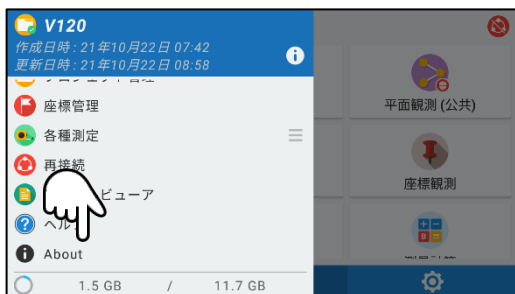 V120
作成日時 : 21年10月22日 07:42
更新日時 : 21年10月22日 08:58
座標管理
各種測定
再接続
ビューア
About
1.5 GB / 11.7 GB
平面観測 (公共)
座標観測